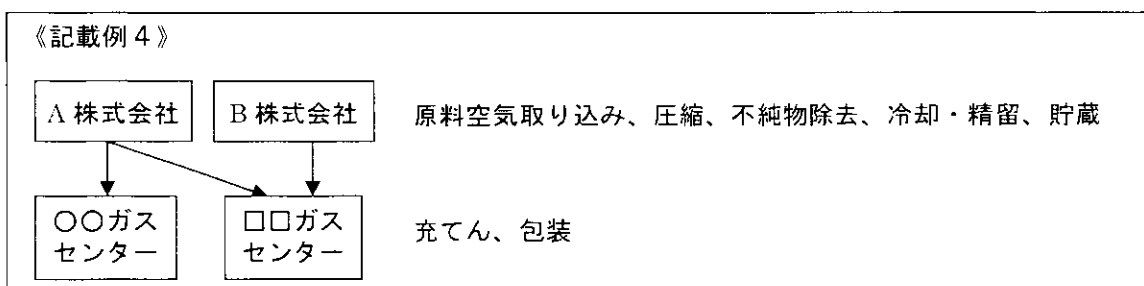 《記載例4》
A株式会社 B株式会社 原料空気取り込み、圧縮、不純物除去、冷却・精留、貯蔵
○○ガス
センター
□□ガス
センター
充てん、包装